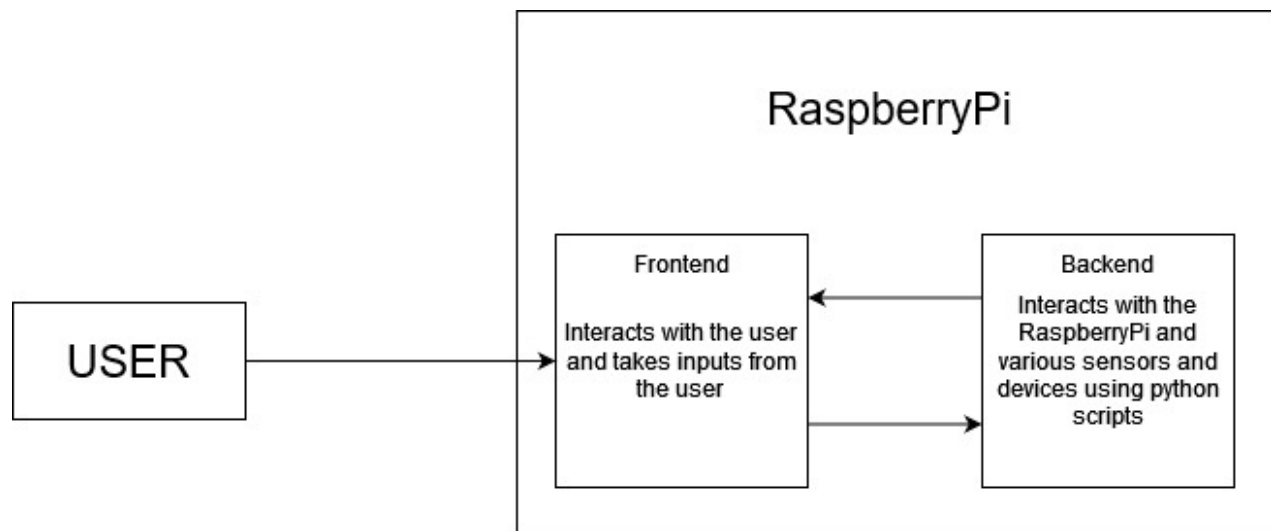 RaspberryPi
USER
Frontend
Interacts with the user
and takes inputs from
the user
Backend
Interacts with the
RaspberryPi and
various sensors and
devices using python
scripts